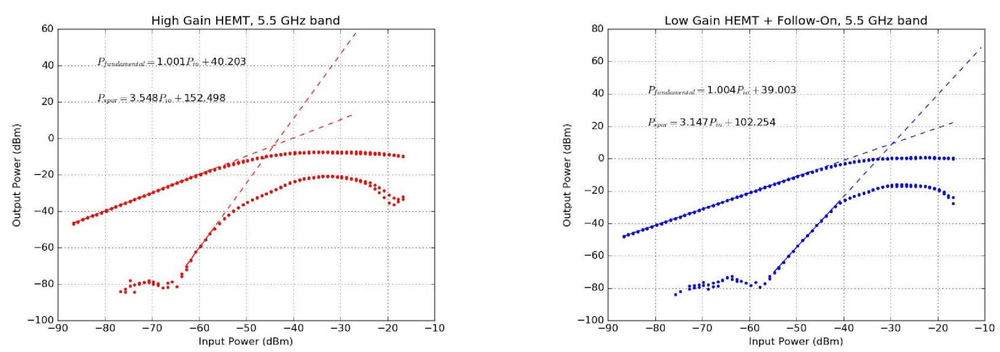 High Gain HEMT, 5.5 GHz band
60
40
20
0
−20
−40
−60
−80
−100
Output Power (dBm)
P_fundamental = 1.001P_in + 40.203
P_spur = 3.548P_in + 152.498
−90 −80 −70 −60 −50 −40 −30 −20 −10
Input Power (dBm)
Low Gain HEMT + Follow-On, 5.5 GHz band
80
60
40
20
0
−20
−40
−60
−80
−100
Output Power (dBm)
P_fundamental = 1.004P_in + 39.003
P_spur = 3.147P_in + 102.254
−90 −80 −70 −60 −50 −40 −30 −20 −10
Input Power (dBm)